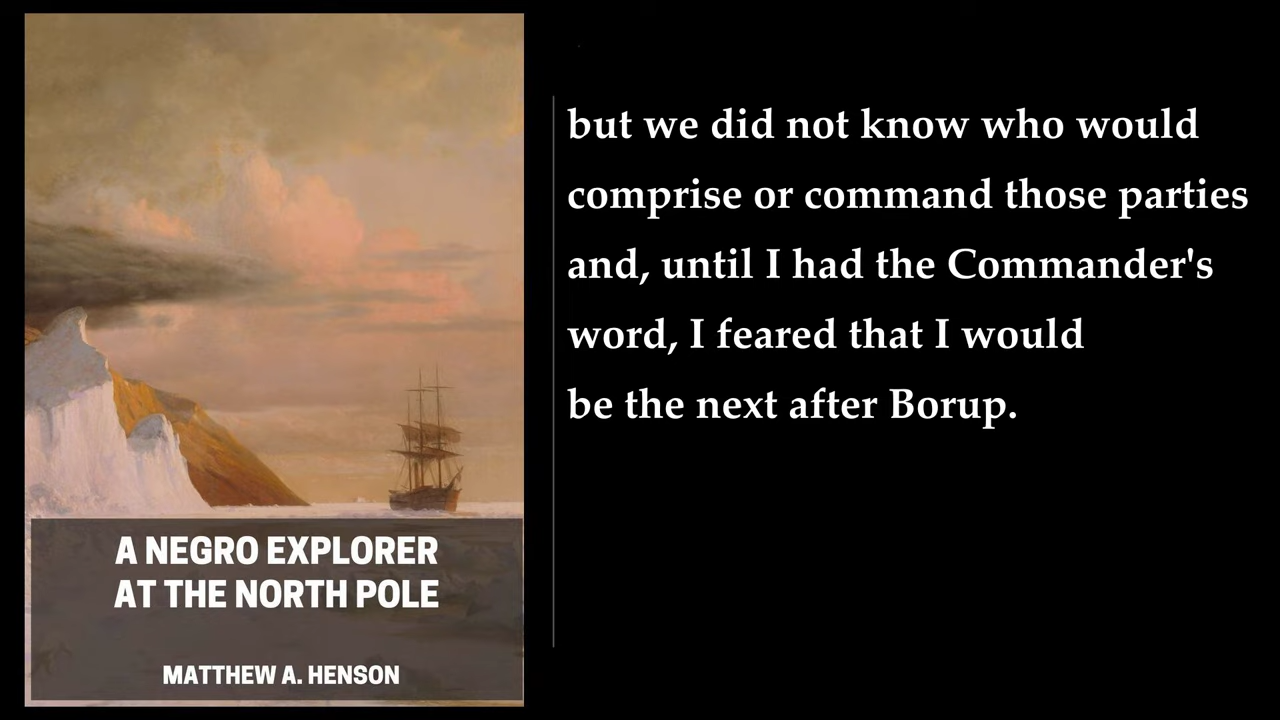 A NEGRO EXPLORER
AT THE NORTH POLE
MATTHEW A. HENSON
but we did not know who would
comprise or command those parties
and, until I had the Commander's
word, I feared that I would
be the next after Borup.